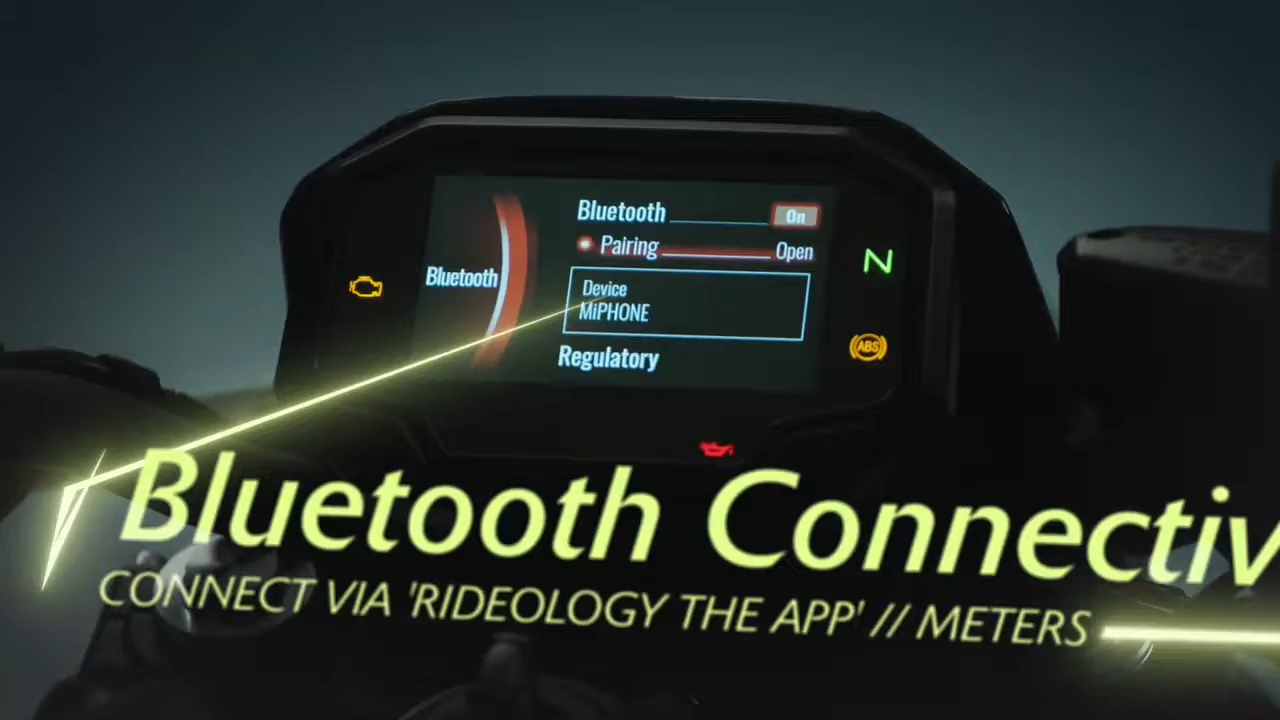 Bluetooth On
Pairing Open
Bluetooth
Device
MiPHONE
Regulatory
N
ABS
Bluetooth Connectiv
CONNECT VIA 'RIDEOLOGY THE APP' // METERS